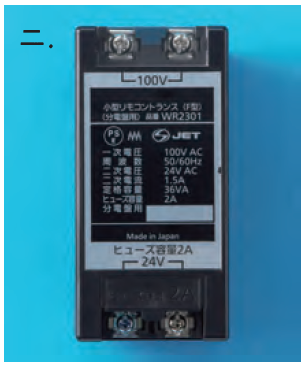 二.
100V
小型リモコントランス（F型）
（分電盤用）品番 WR2301
PS E JET
一次電圧 100V AC
周波数 50/60Hz
二次電圧 24V AC
二次電流 1.5A
定格容量 36VA
ヒューズ容量 2A
分電盤用
Made in Japan
ヒューズ容量2A
24V